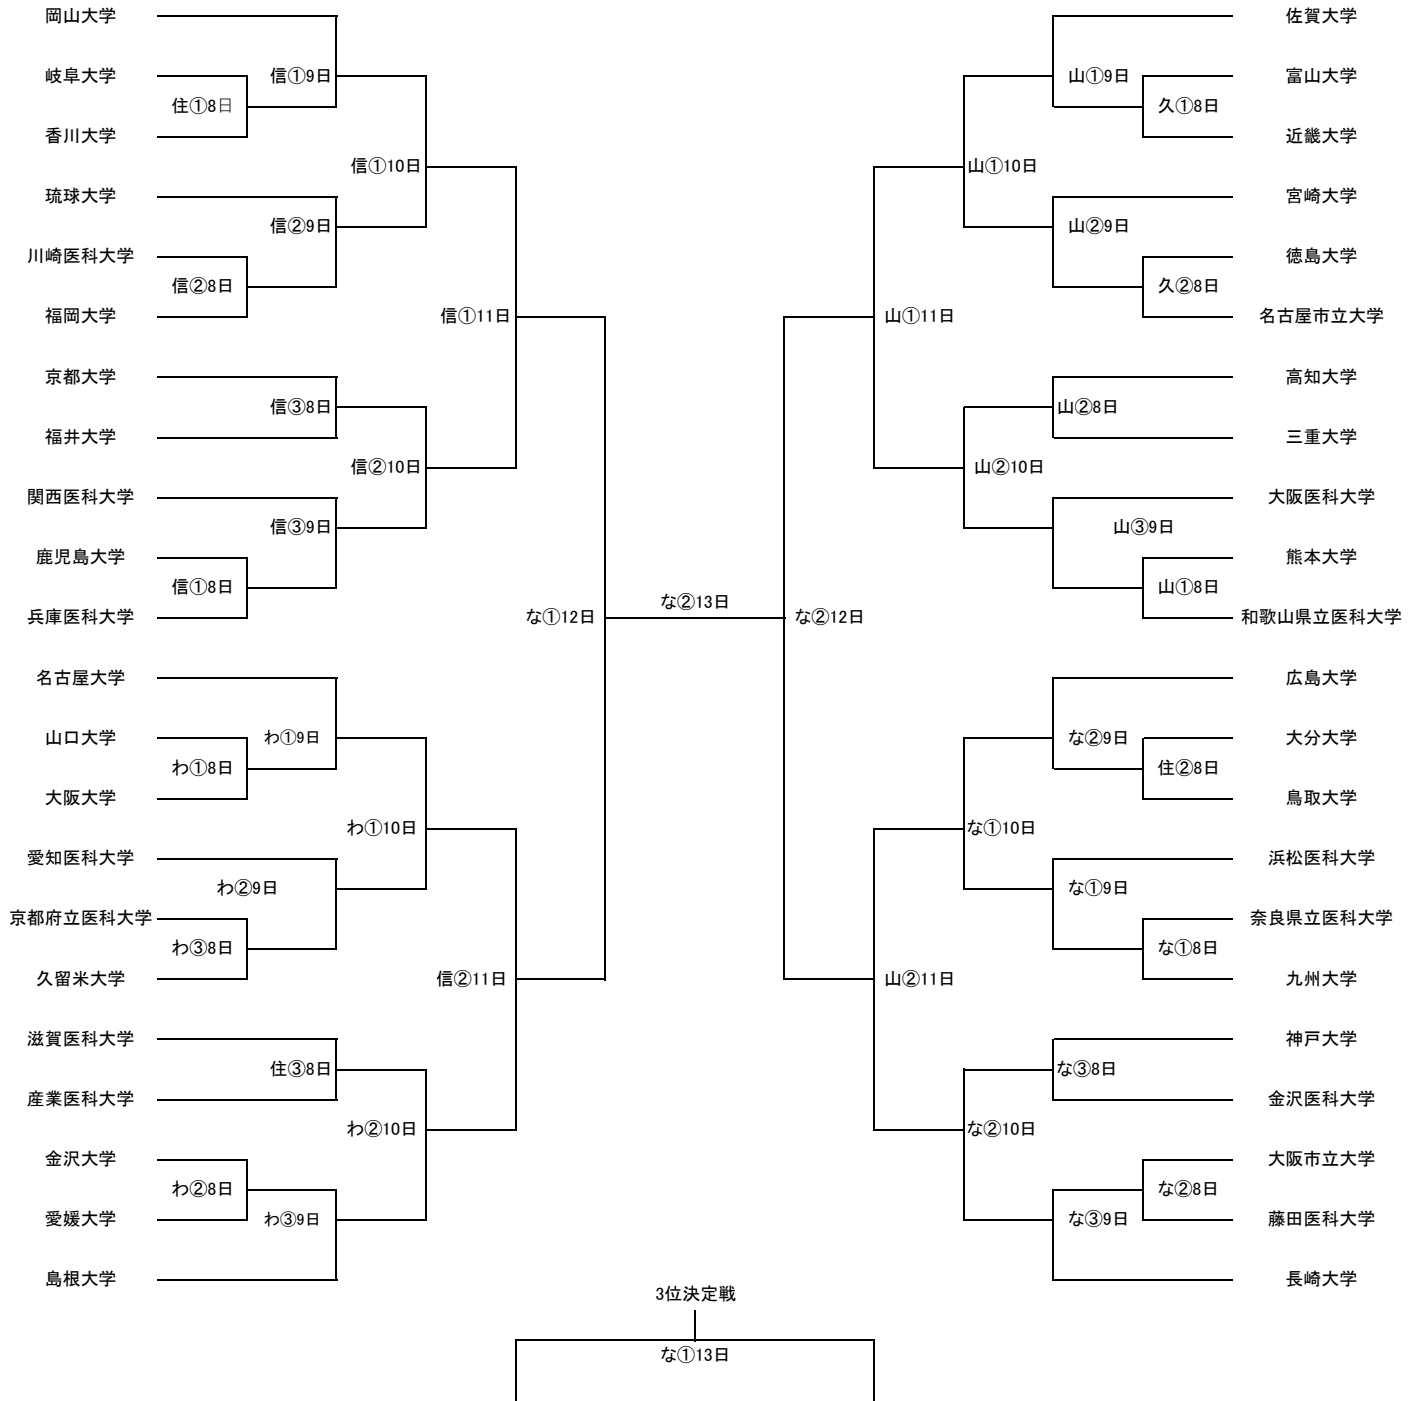 岡山大学
佐賀大学
岐阜大学
信①9日
山①9日
富山大学
住①8日
久①8日
香川大学
近畿大学
信①10日
山①10日
琉球大学
宮崎大学
信②9日
山②9日
川崎医科大学
徳島大学
信②8日
久②8日
福岡大学
信①11日
山①11日
名古屋市立大学
京都大学
高知大学
信③8日
山②8日
福井大学
三重大学
信②10日
山②10日
関西医科大学
大阪医科大学
信③9日
山③9日
鹿児島大学
熊本大学
信①8日
山①8日
な②13日
兵庫医科大学
な①12日
な②12日
和歌山県立医科大学
名古屋大学
広島大学
山口大学
わ①9日
な②9日
大分大学
わ①8日
住②8日
大阪大学
鳥取大学
わ①10日
な①10日
愛知医科大学
浜松医科大学
わ②9日
な①9日
京都府立医科大学
奈良県立医科大学
わ③8日
な①8日
久留米大学
信②11日
山②11日
九州大学
滋賀医科大学
神戸大学
住③8日
な③8日
産業医科大学
金沢医科大学
わ②10日
な②10日
金沢大学
大阪市立大学
わ②8日
な②8日
愛媛大学
わ③9日
な③9日
藤田医科大学
島根大学
長崎大学
3位決定戦
な①13日